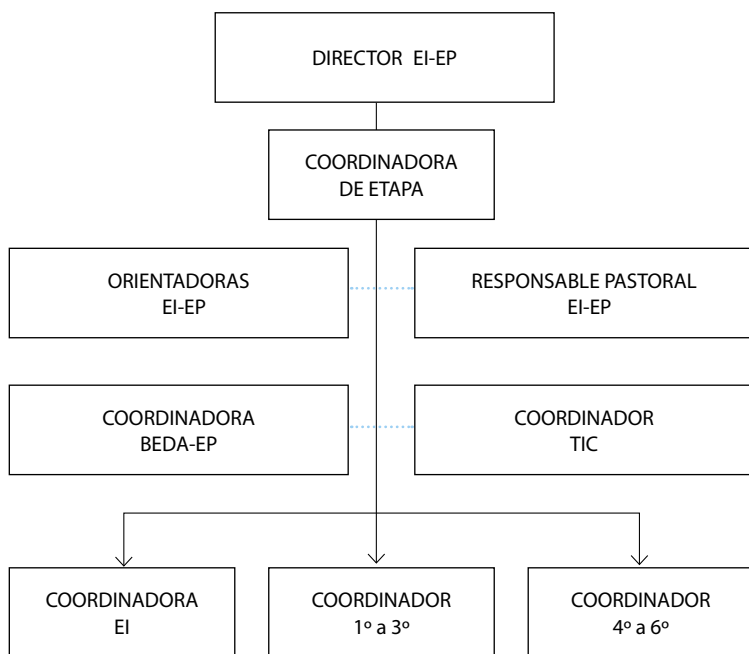 DIRECTOR EI-EP
COORDINADORA
DE ETAPA
ORIENTADORAS
EI-EP
RESPONSABLE PASTORAL
EI-EP
COORDINADORA
BEDA-EP
COORDINADOR
TIC
COORDINADORA
EI
COORDINADOR
1º a 3º
COORDINADOR
4º a 6º